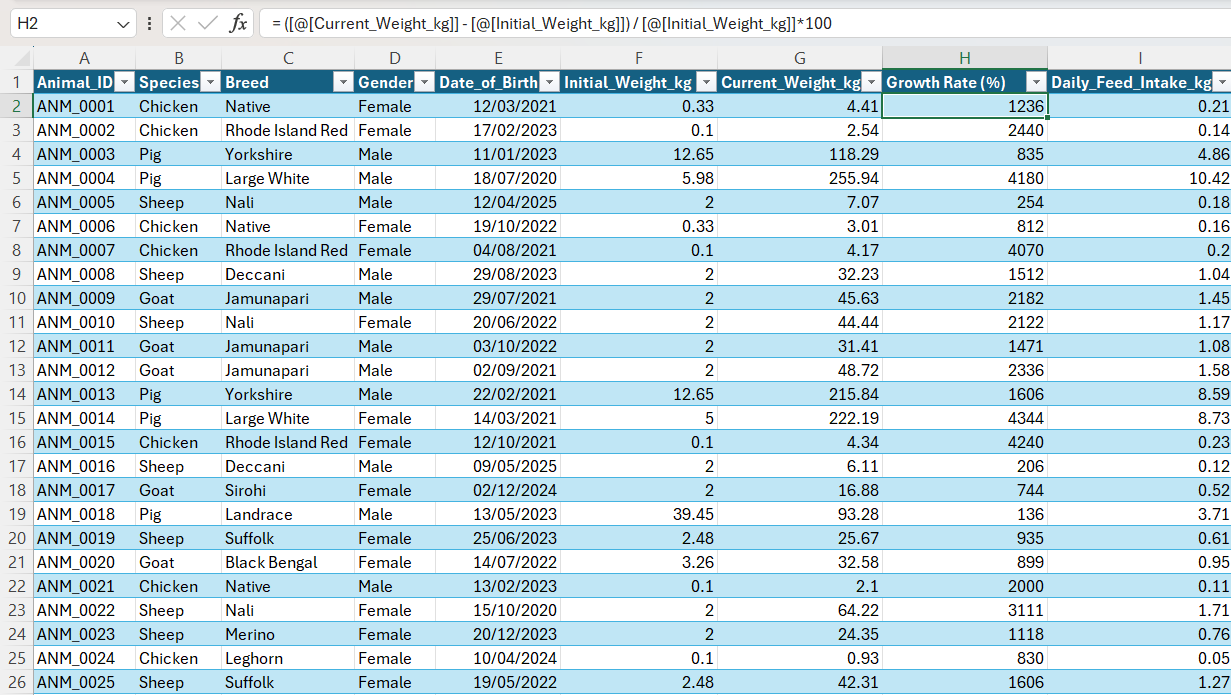 H2 fx =([@[Current_Weight_kg]] - [@[Initial_Weight_kg]]) / [@[Initial_Weight_kg]]*100
A B C D E F G H I
1 Animal_ID Species Breed Gender Date_of_Birth Initial_Weight_kg Current_Weight_kg Growth Rate (%) Daily_Feed_Intake_kg
2 ANM_0001 Chicken Native Female 12/03/2021 0.33 4.41 1236 0.21
3 ANM_0002 Chicken Rhode Island Red Female 17/02/2023 0.1 2.54 2440 0.14
4 ANM_0003 Pig Yorkshire Male 11/01/2023 12.65 118.29 835 4.86
5 ANM_0004 Pig Large White Male 18/07/2020 5.98 255.94 4180 10.42
6 ANM_0005 Sheep Nali Male 12/04/2025 2 7.07 254 0.18
7 ANM_0006 Chicken Native Female 19/10/2022 0.33 3.01 812 0.16
8 ANM_0007 Chicken Rhode Island Red Female 04/08/2021 0.1 4.17 4070 0.2
9 ANM_0008 Sheep Deccani Male 29/08/2023 2 32.23 1512 1.04
10 ANM_0009 Goat Jamunapari Male 29/07/2021 2 45.63 2182 1.45
11 ANM_0010 Sheep Nali Female 20/06/2022 2 44.44 2122 1.17
12 ANM_0011 Goat Jamunapari Male 03/10/2022 2 31.41 1471 1.08
13 ANM_0012 Goat Jamunapari Male 02/09/2021 2 48.72 2336 1.58
14 ANM_0013 Pig Yorkshire Male 22/02/2021 12.65 215.84 1606 8.59
15 ANM_0014 Pig Large White Female 14/03/2021 5 222.19 4344 8.73
16 ANM_0015 Chicken Rhode Island Red Female 12/10/2021 0.1 4.34 4240 0.23
17 ANM_0016 Sheep Deccani Male 09/05/2025 2 6.11 206 0.12
18 ANM_0017 Goat Sirohi Female 02/12/2024 2 16.88 744 0.52
19 ANM_0018 Pig Landrace Male 13/05/2023 39.45 93.28 136 3.71
20 ANM_0019 Sheep Suffolk Female 25/06/2023 2.48 25.67 935 0.61
21 ANM_0020 Goat Black Bengal Female 14/07/2022 3.26 32.58 899 0.95
22 ANM_0021 Chicken Native Male 13/02/2023 0.1 2.1 2000 0.11
23 ANM_0022 Sheep Nali Female 15/10/2020 2 64.22 3111 1.71
24 ANM_0023 Sheep Merino Female 20/12/2023 2 24.35 1118 0.76
25 ANM_0024 Chicken Leghorn Female 10/04/2024 0.1 0.93 830 0.05
26 ANM_0025 Sheep Suffolk Female 19/05/2022 2.48 42.31 1606 1.27